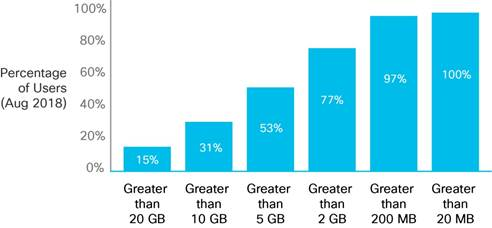 100%
80%
60%
40%
20%
0%
Percentage
of Users
(Aug 2018)
15%
31%
53%
77%
97%
100%
Greater
than
20 GB
Greater
than
10 GB
Greater
than
5 GB
Greater
than
2 GB
Greater
than
200 MB
Greater
than
20 MB